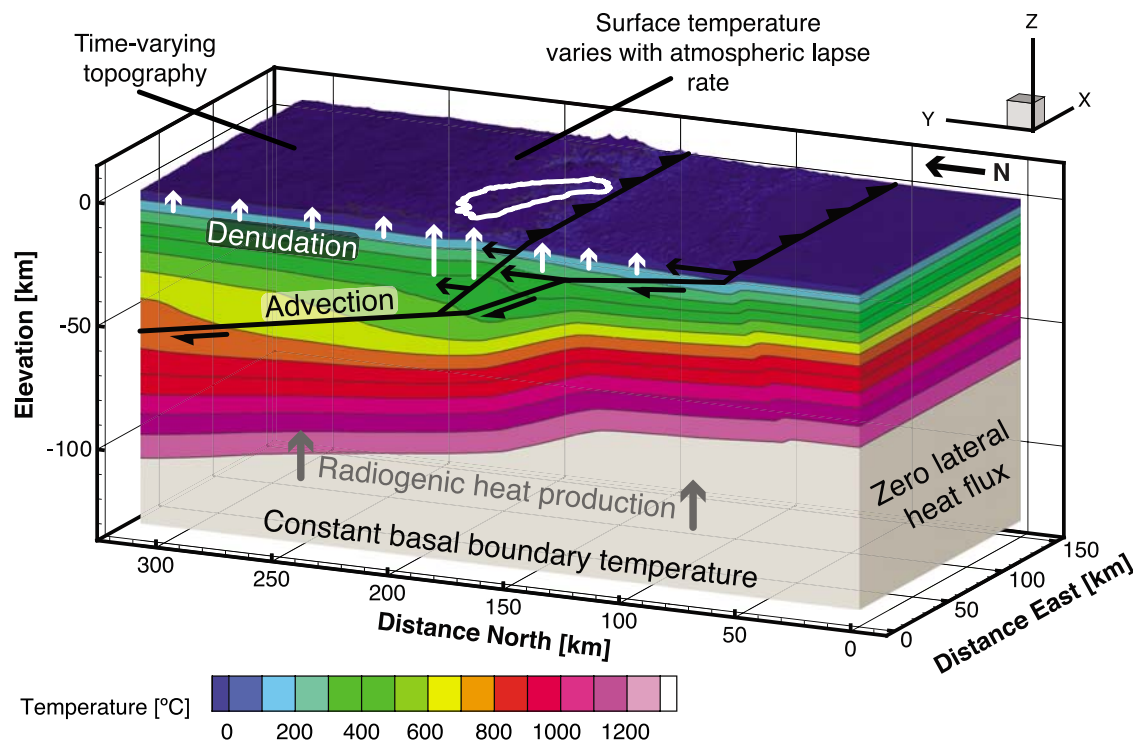 Time-varying
topography
Surface temperature
varies with atmospheric lapse
rate
Z
X
Y
N
Elevation [km]
0
-50
-100
Denudation
Advection
Radiogenic heat production
Constant basal boundary temperature
Zero lateral
heat flux
300
250
200
150
100
50
0
Distance North [km]
0
50
100
150
Distance East [km]
Temperature [ºC]
0 200 400 600 800 1000 1200